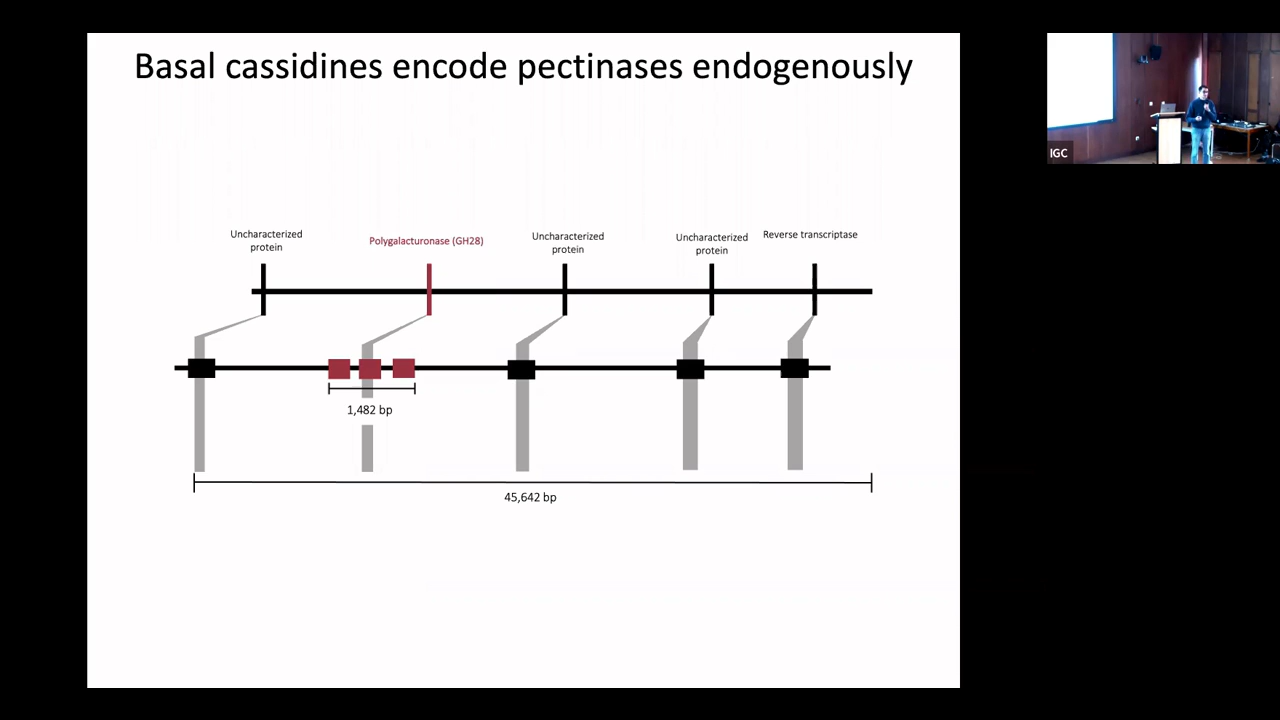 Basal cassidines encode pectinases endogenously
IGC
Uncharacterized
protein
Polygalacturonase (GH28)
Uncharacterized
protein
Uncharacterized
protein
Reverse transcriptase
1,482 bp
45,642 bp